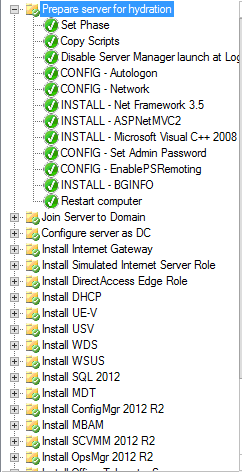 Prepare server for hydration
Set Phase
Copy Scripts
Disable Server Manager launch at Log
CONFIG - Autologon
CONFIG - Network
INSTALL - Net Framework 3.5
INSTALL - ASPNetMVC2
INSTALL - Microsoft Visual C++ 2008
CONFIG - Set Admin Password
CONFIG - EnablePSRemoting
INSTALL - BGINFO
Restart computer
Join Server to Domain
Configure server as DC
Install Internet Gateway
Install Simulated Internet Server Role
Install DirectAccess Edge Role
Install DHCP
Install UE-V
Install USV
Install WDS
Install WSUS
Install SQL 2012
Install MDT
Install ConfigMgr 2012 R2
Install MBAM
Install SCVMM 2012 R2
Install OpsMgr 2012 R2